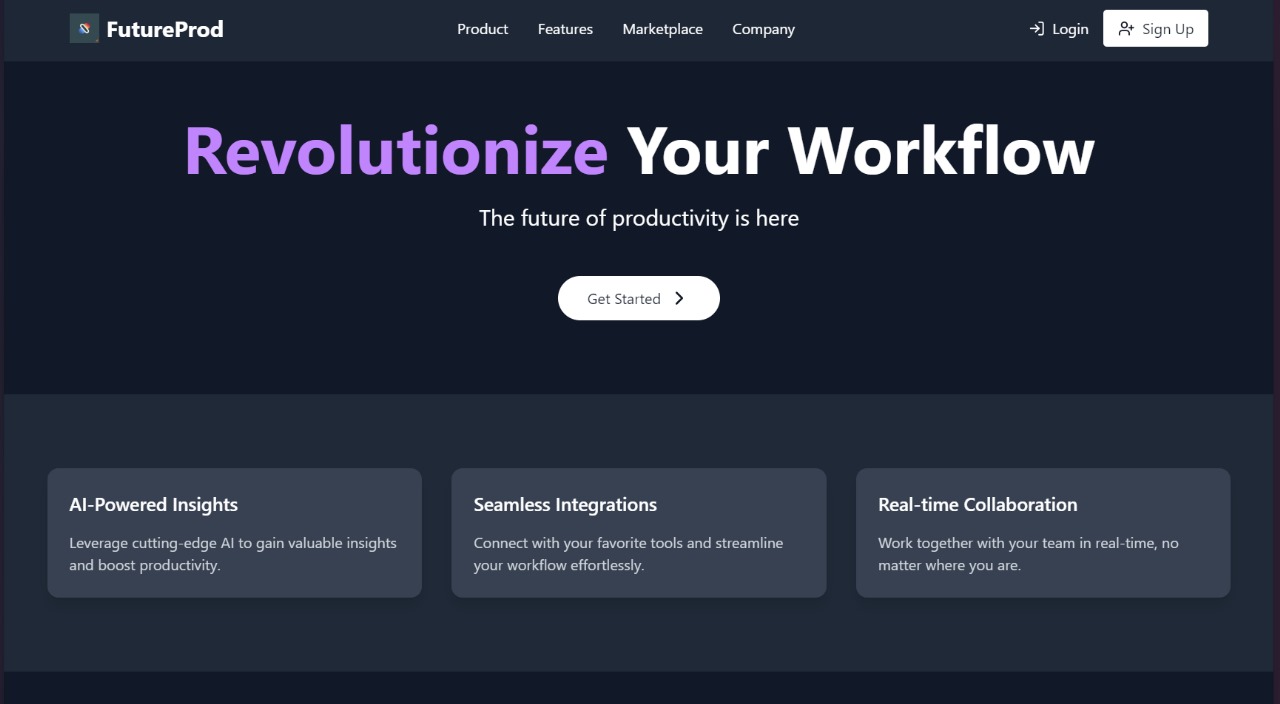 FutureProd
Product
Features
Marketplace
Company
Login
Sign Up
Revolutionize Your Workflow
The future of productivity is here
Get Started
AI-Powered Insights
Leverage cutting-edge AI to gain valuable insights
and boost productivity.
Seamless Integrations
Connect with your favorite tools and streamline
your workflow effortlessly.
Real-time Collaboration
Work together with your team in real-time, no
matter where you are.